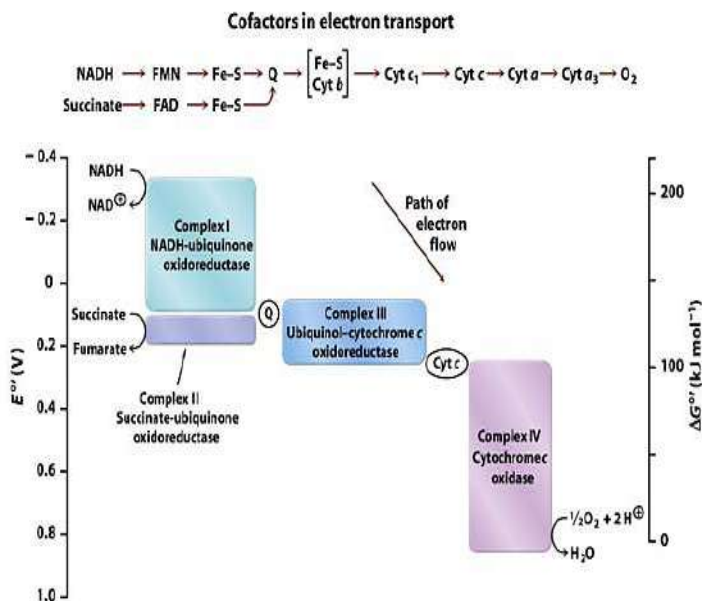 Cofactors in electron transport
NADH → FMN → Fe–S → Q → [Fe–S Cyt b] → Cyt c₁ → Cyt c → Cyt a → Cyt a₃ → O₂
Succinate → FAD → Fe–S
− 0.4
− 0.2
0
0.2
0.4
0.6
0.8
1.0
E°′ (V)
NADH
NAD⊕
Complex I
NADH-ubiquinone
oxidoreductase
Succinate
Fumarate
Complex II
Succinate-ubiquinone
oxidoreductase
Q
Complex III
Ubiquinol–cytochrome c
oxidoreductase
Cyt c
Path of
electron
flow
Complex IV
Cytochrome c
oxidase
½O₂ + 2 H⊕
H₂O
200
100
0
ΔG°′ (kJ mol⁻¹)